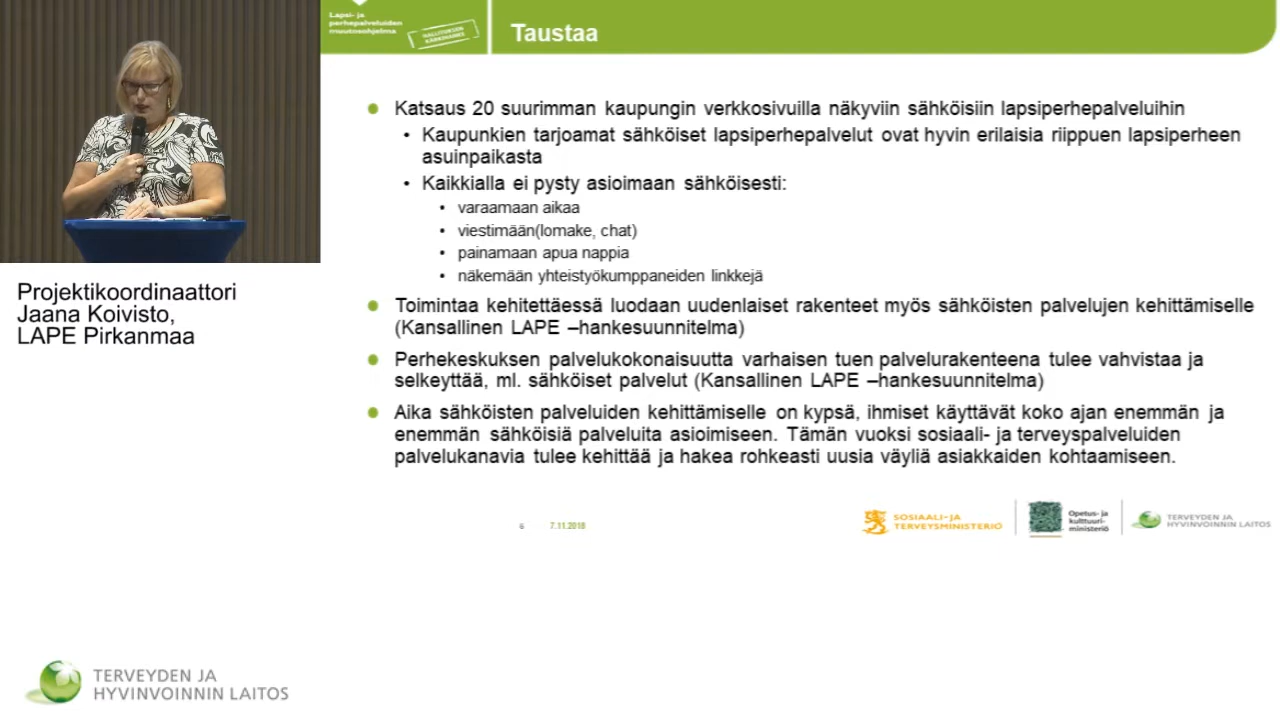 Lapsi- ja
perhepalveluiden
muutosohjelma
HALLITUKSEN
KÄRKIHANKE
Taustaa
Katsaus 20 suurimman kaupungin verkkosivuilla näkyviin sähköisiin lapsiperhepalveluihin
Kaupunkien tarjoamat sähköiset lapsiperhepalvelut ovat hyvin erilaisia riippuen lapsiperheen
asuinpaikasta
Kaikkialla ei pysty asioimaan sähköisesti:
varaamaan aikaa
viestimään(lomake, chat)
painamaan apua nappia
näkemään yhteistyökumppaneiden linkkejä
Toimintaa kehitettäessä luodaan uudenlaiset rakenteet myös sähköisten palvelujen kehittämiselle
(Kansallinen LAPE –hankesuunnitelma)
Perhekeskuksen palvelukokonaisuutta varhaisen tuen palvelurakenteena tulee vahvistaa ja
selkeyttää, ml. sähköiset palvelut (Kansallinen LAPE –hankesuunnitelma)
Aika sähköisten palveluiden kehittämiselle on kypsä, ihmiset käyttävät koko ajan enemmän ja
enemmän sähköisiä palveluita asioimiseen. Tämän vuoksi sosiaali- ja terveyspalveluiden
palvelukanavia tulee kehittää ja hakea rohkeasti uusia väyliä asiakkaiden kohtaamiseen.
Projektikoordinaattori
Jaana Koivisto,
LAPE Pirkanmaa
6 7.11.2018
SOSIAALI- JA
TERVEYSMINISTERIÖ
Opetus- ja
kulttuuri-
ministeriö
TERVEYDEN JA
HYVINVOINNIN LAITOS
TERVEYDEN JA
HYVINVOINNIN LAITOS